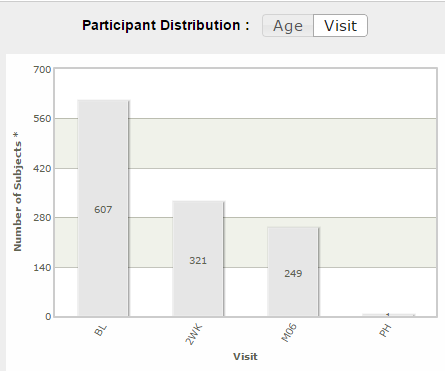 Participant Distribution : Age Visit
700
560
420
280
140
0
Number of Subjects *
607
321
249
BL
2WK
M06
PH
Visit